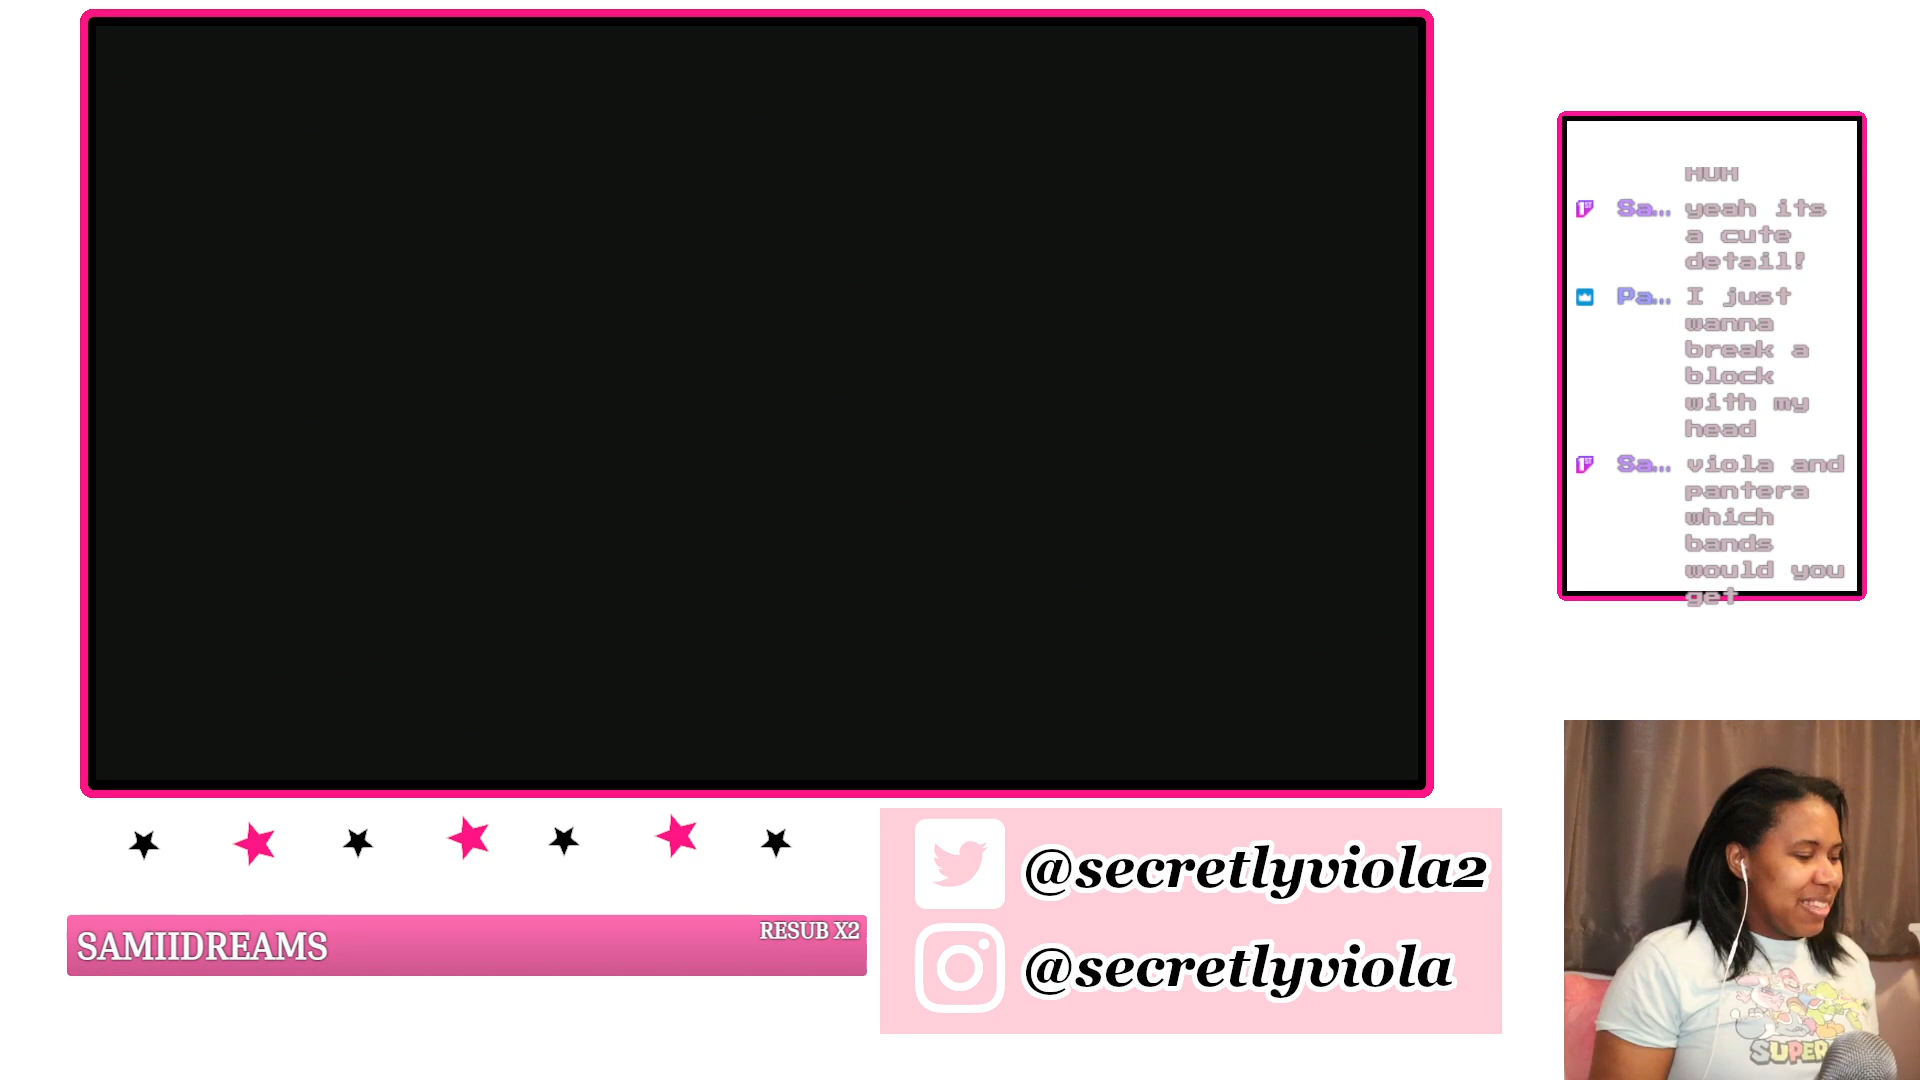 HUH
Sa... yeah its
a cute
detail!
Pa... I just
wanna
break a
block
with my
head
Sa... viola and
pantera
which
bands
would you
get
@secretlyviola2
@secretlyviola
SAMIIDREAMS
RESUB X2
SUPER